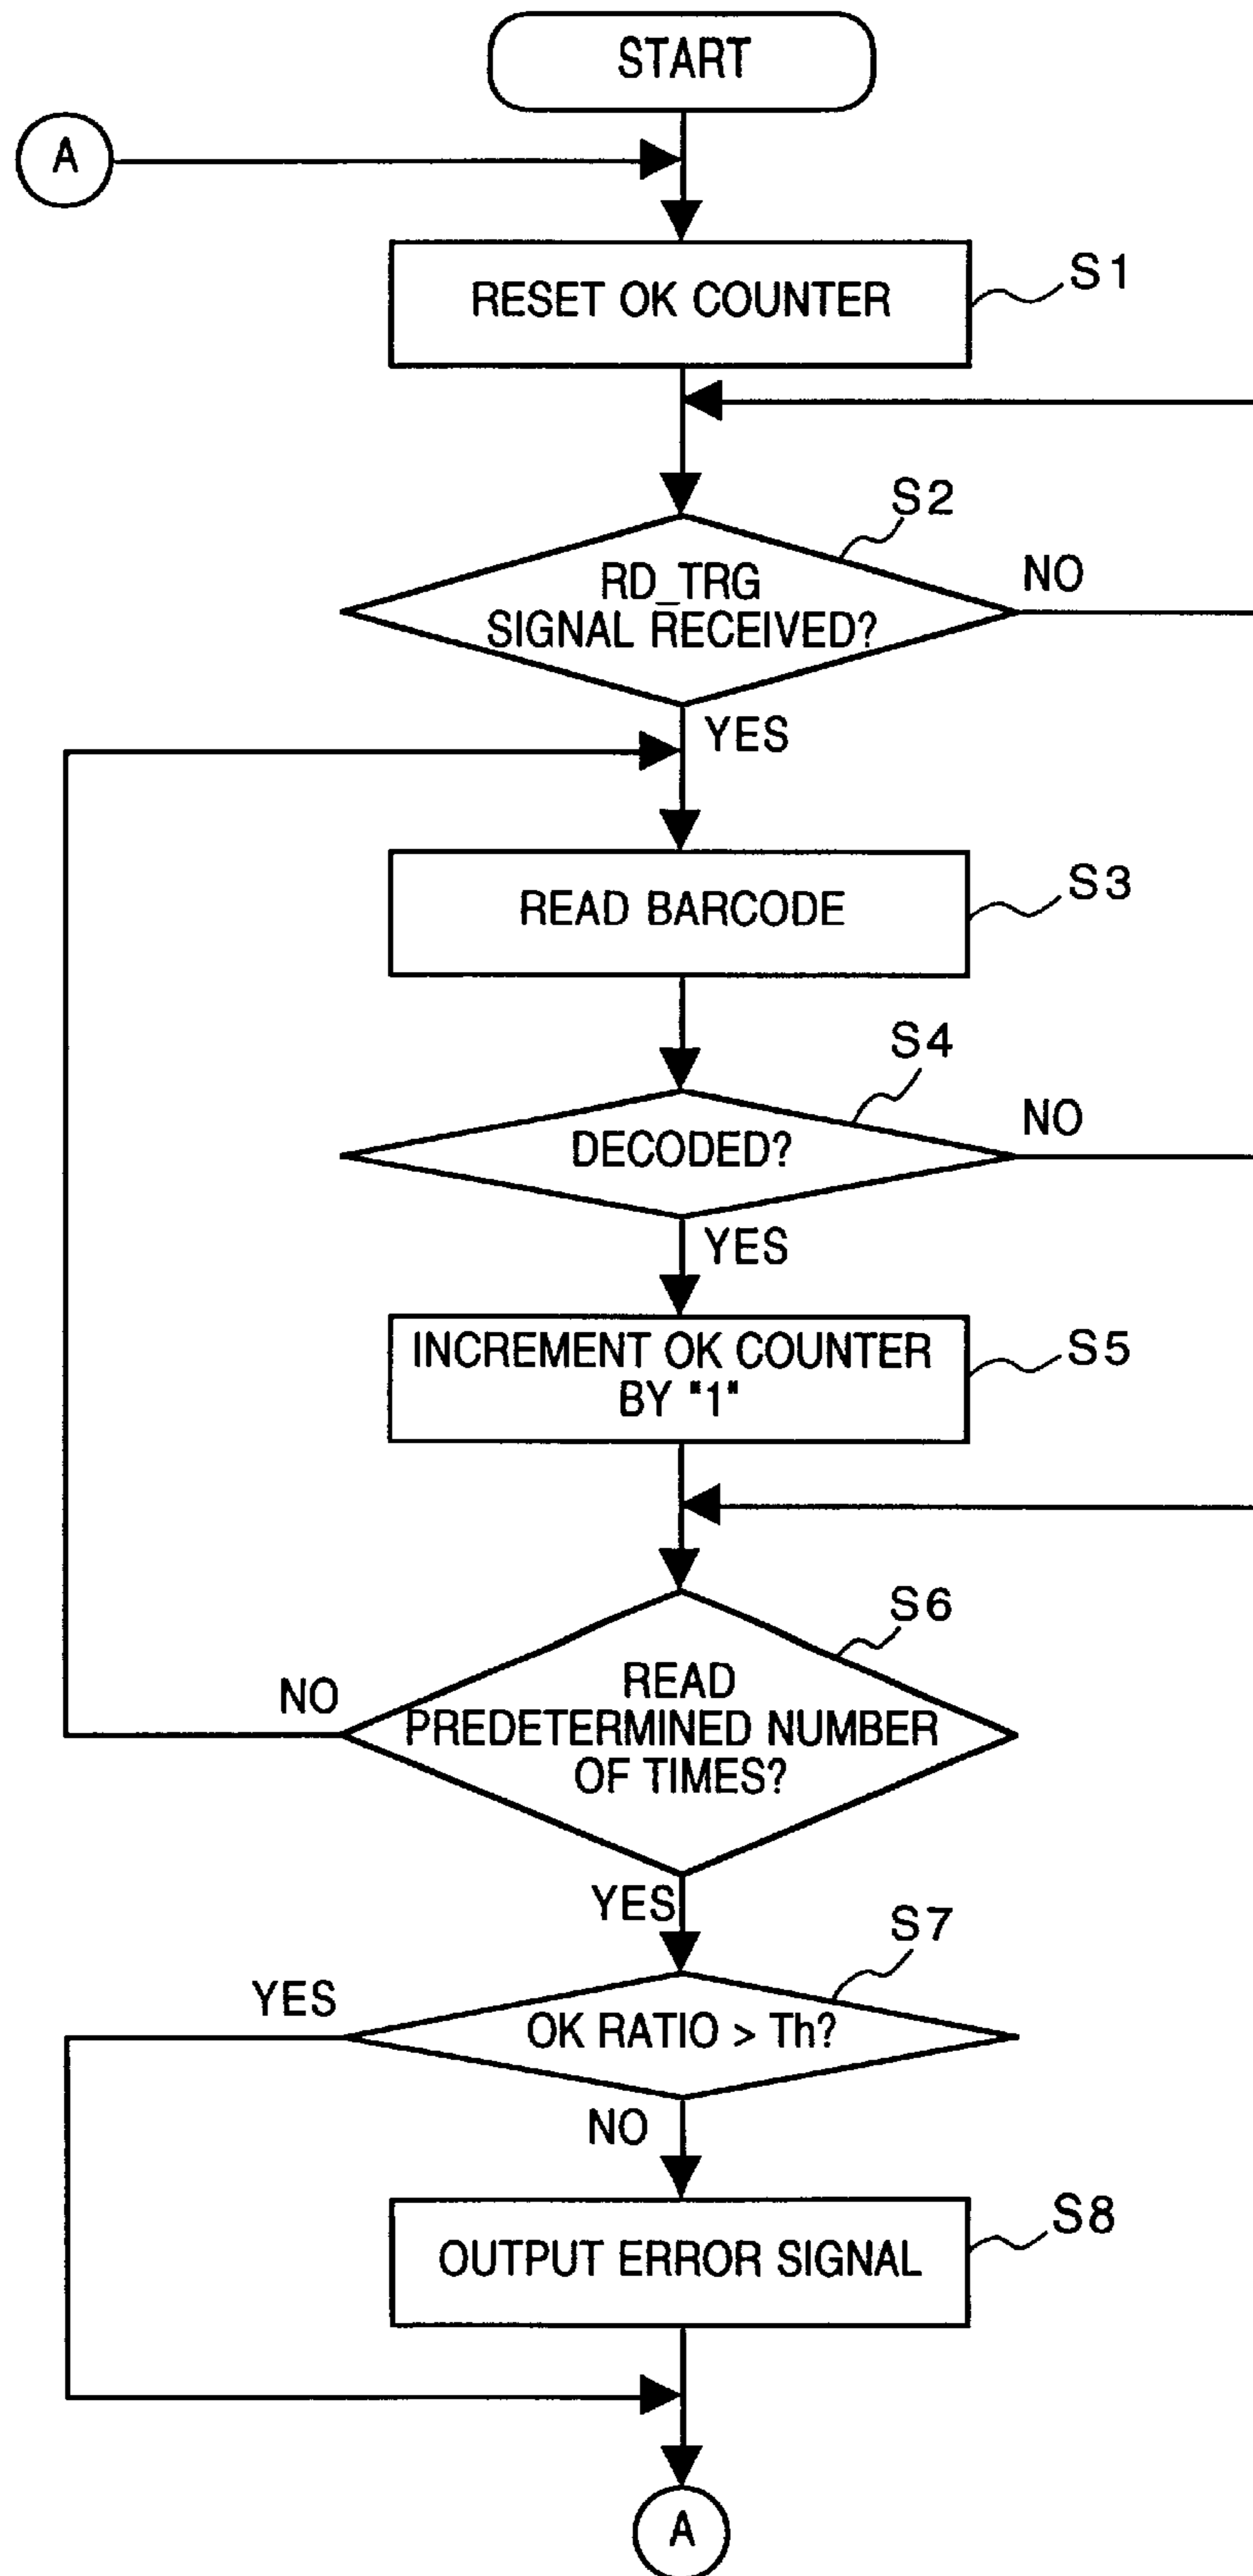 START
A
RESET OK COUNTER
S1
S2
RD_TRG
SIGNAL RECEIVED?
NO
YES
READ BARCODE
S3
S4
DECODED?
NO
YES
INCREMENT OK COUNTER
BY "1"
S5
S6
READ
PREDETERMINED NUMBER
OF TIMES?
NO
YES
S7
OK RATIO > Th?
YES
NO
OUTPUT ERROR SIGNAL
S8
A